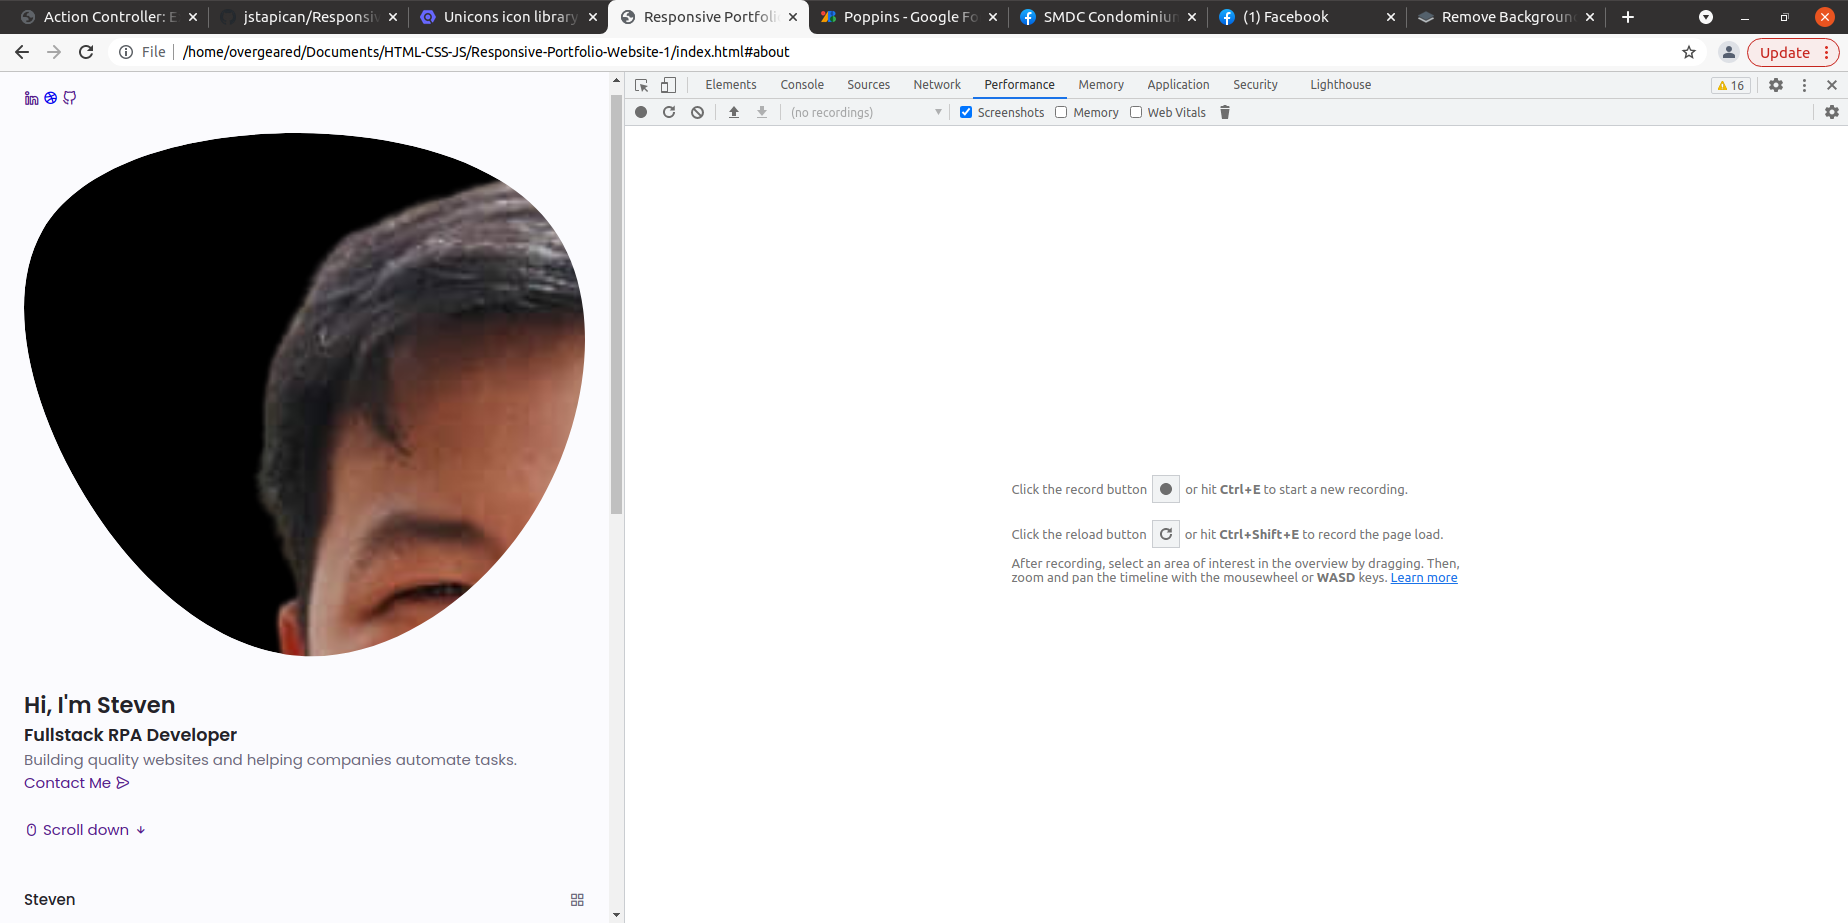 Action Controller: E
jstapican/Responsiv
Unicons icon library
Responsive Portfoli
Poppins - Google Fo
SMDC Condominiun
(1) Facebook
Remove Background
File
/home/overgeared/Documents/HTML-CSS-JS/Responsive-Portfolio-Website-1/index.html#about
Update
Elements
Console
Sources
Network
Performance
Memory
Application
Security
Lighthouse
16
(no recordings)
Screenshots
Memory
Web Vitals
Click the record button or hit Ctrl+E to start a new recording.
Click the reload button or hit Ctrl+Shift+E to record the page load.
After recording, select an area of interest in the overview by dragging. Then,
zoom and pan the timeline with the mousewheel or WASD keys. Learn more
Hi, I'm Steven
Fullstack RPA Developer
Building quality websites and helping companies automate tasks.
Contact Me
Scroll down
Steven